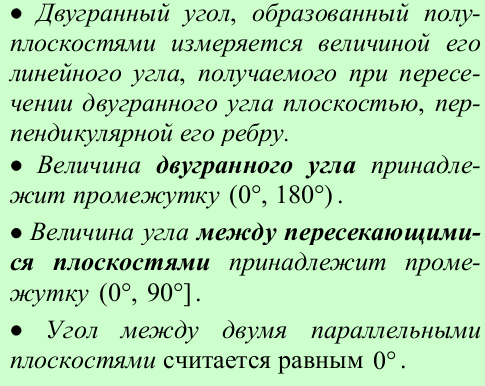 ● Двугранный угол, образованный полу-
плоскостями измеряется величиной его
линейного угла, получаемого при пересе-
чении двугранного угла плоскостью, пер-
пендикулярной его ребру.
● Величина двугранного угла принадле-
жит промежутку (0°, 180°).
● Величина угла между пересекающими-
ся плоскостями принадлежит проме-
жутку (0°, 90°].
● Угол между двумя параллельными
плоскостями считается равным 0°.